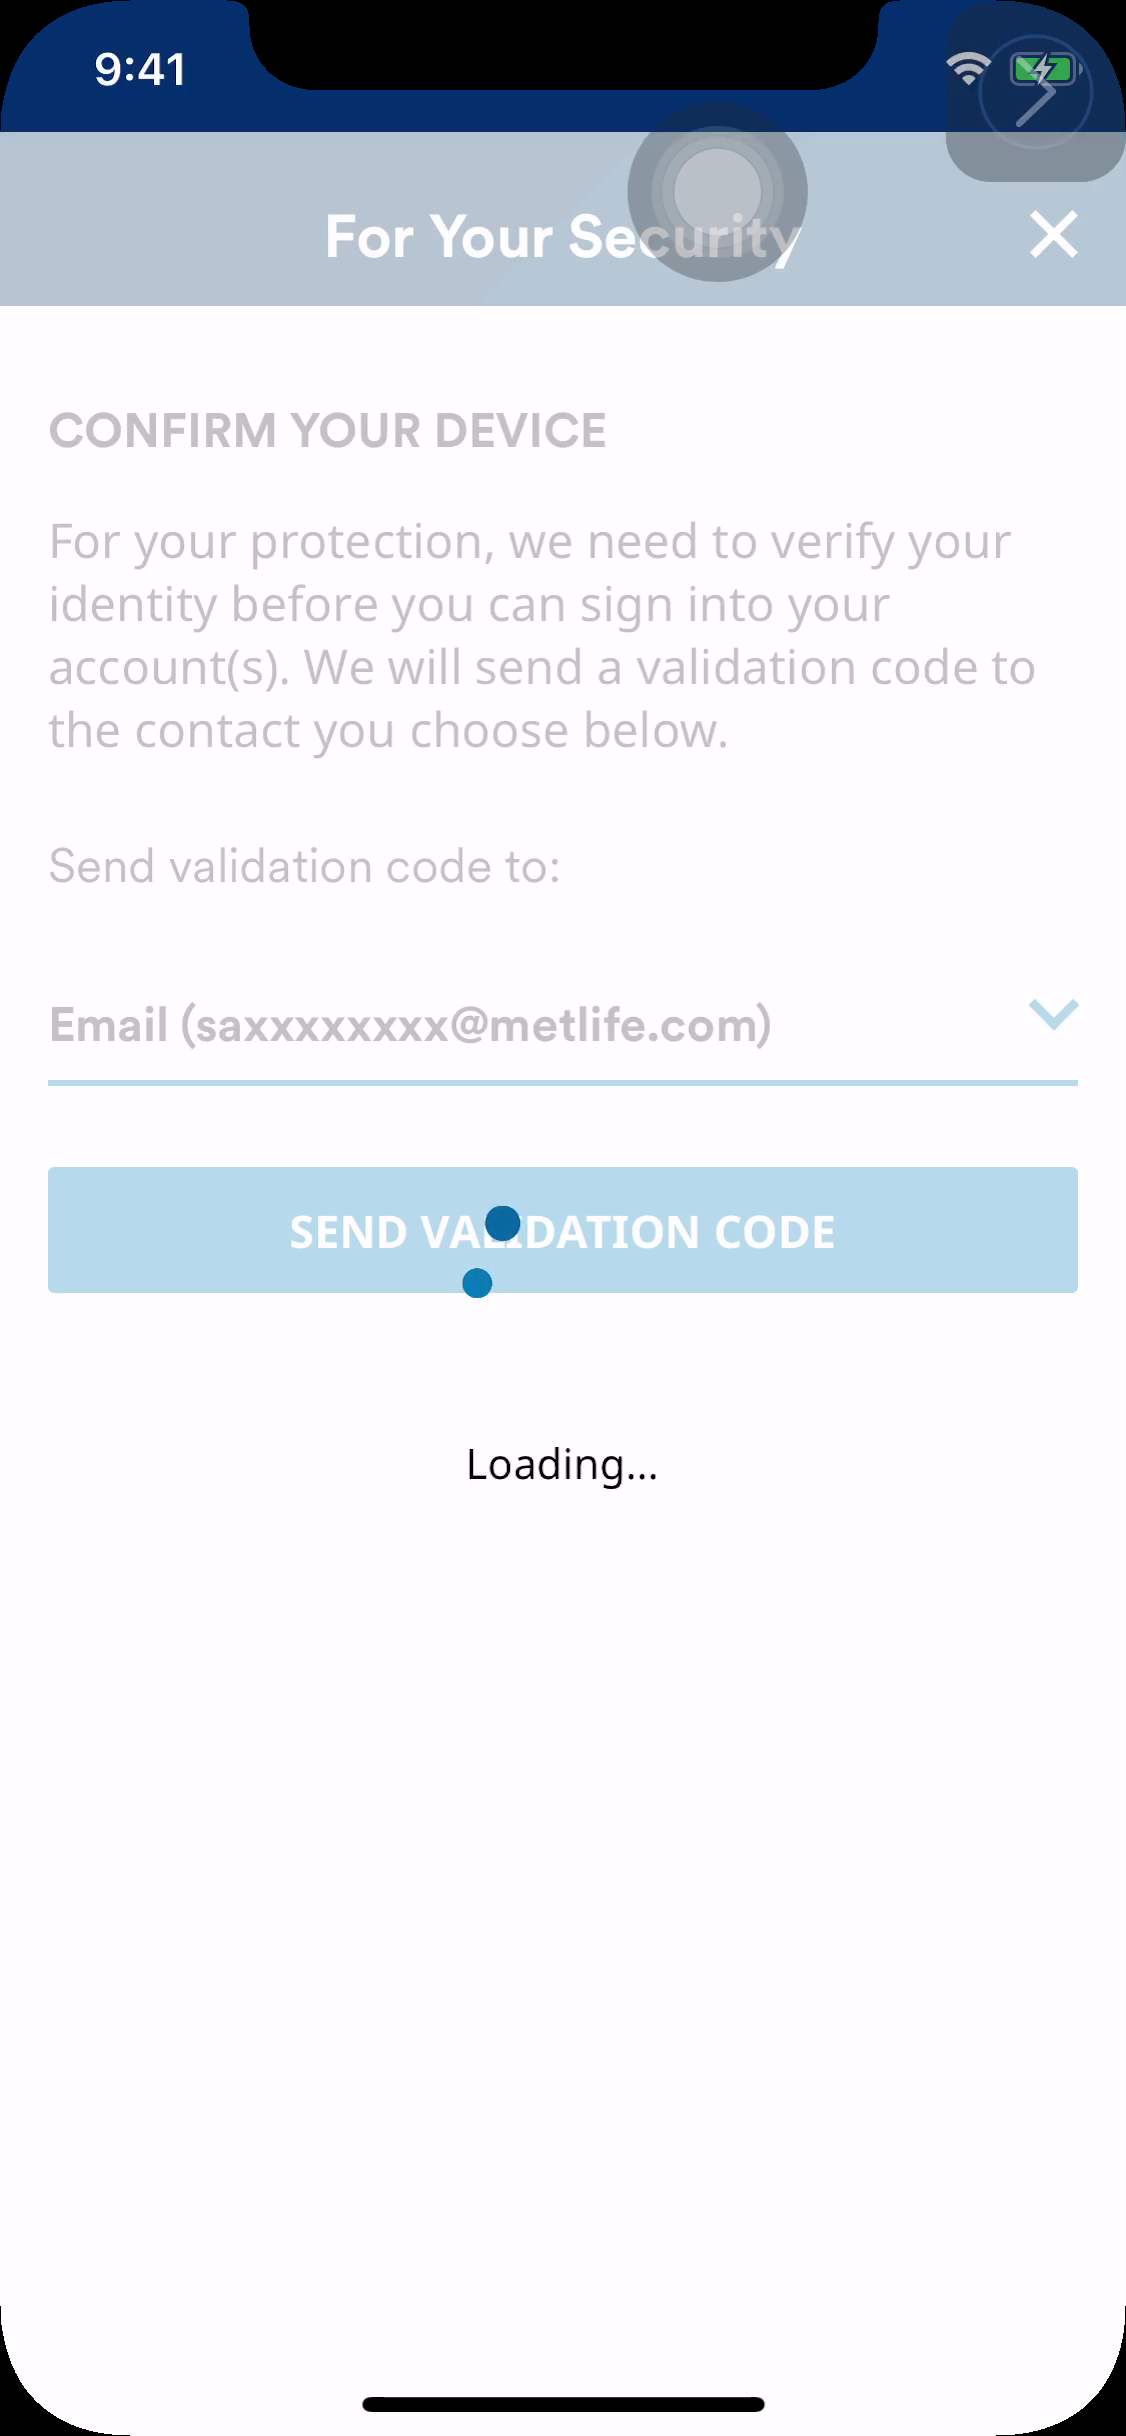 9:41
For Your Security
CONFIRM YOUR DEVICE
For your protection, we need to verify your
identity before you can sign into your
account(s). We will send a validation code to
the contact you choose below.
Send validation code to:
Email (saxxxxxxxxx@metlife.com)
SEND VALIDATION CODE
Loading...